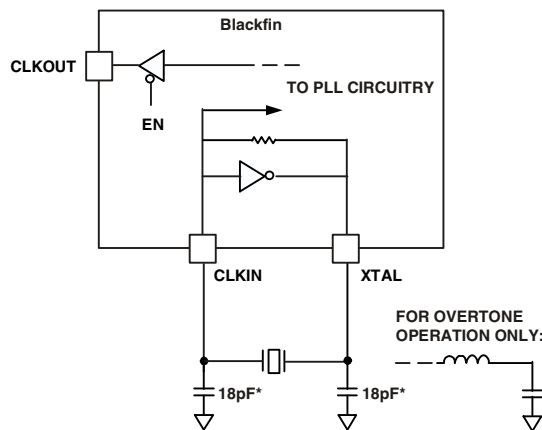 Blackfin
CLKOUT
TO PLL CIRCUITRY
EN
CLKIN
XTAL
FOR OVERTONE
OPERATION ONLY:
18pF*
18pF*